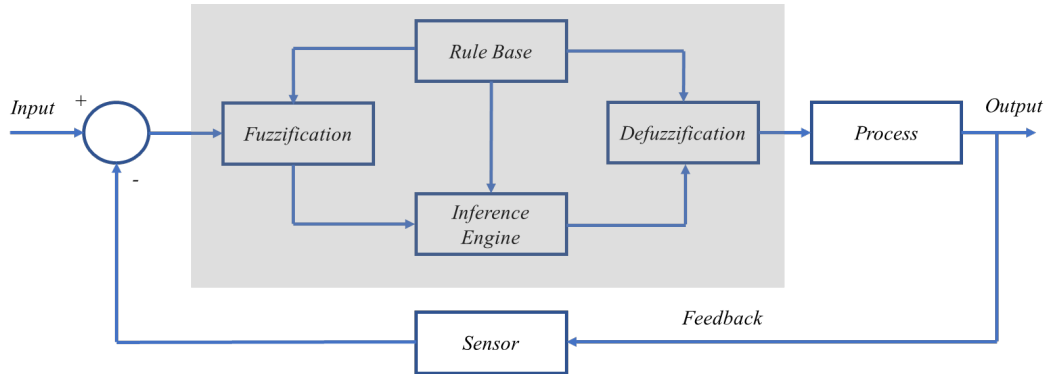 Rule Base
Input
+
Fuzzification
Defuzzification
Process
Output
-
Inference
Engine
Feedback
Sensor